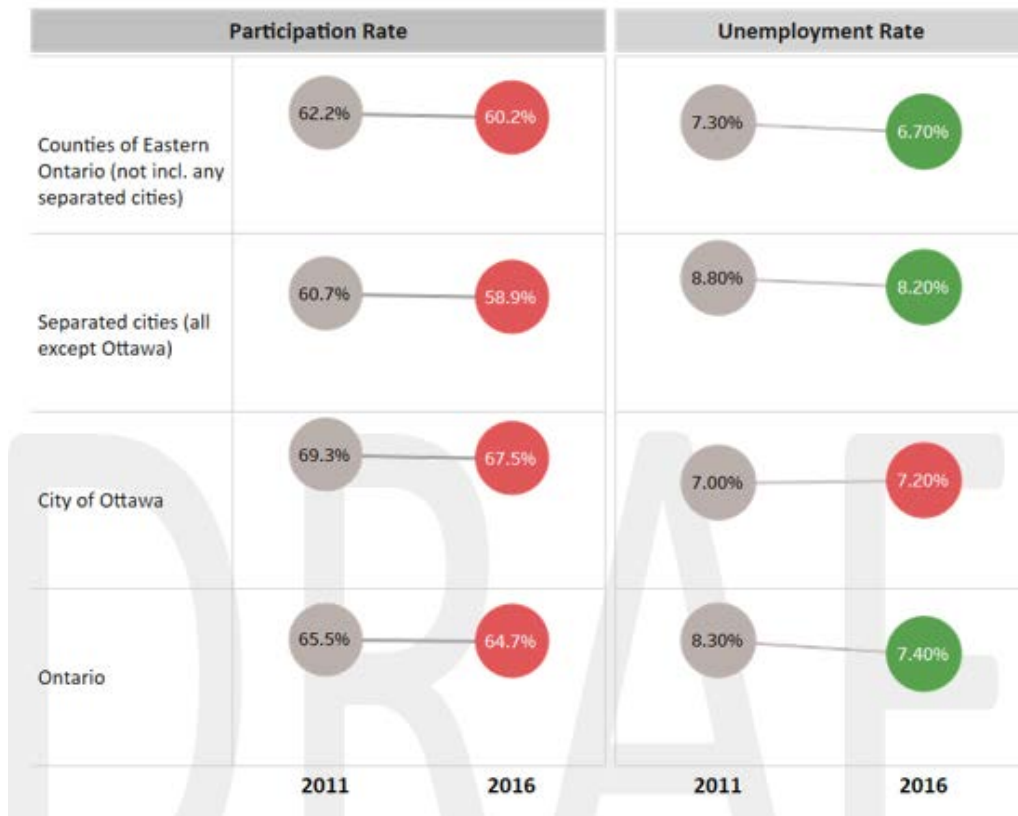 Participation Rate
Unemployment Rate
Counties of Eastern
Ontario (not incl. any
separated cities)
62.2%
60.2%
7.30%
6.70%
Separated cities (all
except Ottawa)
60.7%
58.9%
8.80%
8.20%
City of Ottawa
69.3%
67.5%
7.00%
7.20%
Ontario
65.5%
64.7%
8.30%
7.40%
2011
2016
2011
2016
DRAF